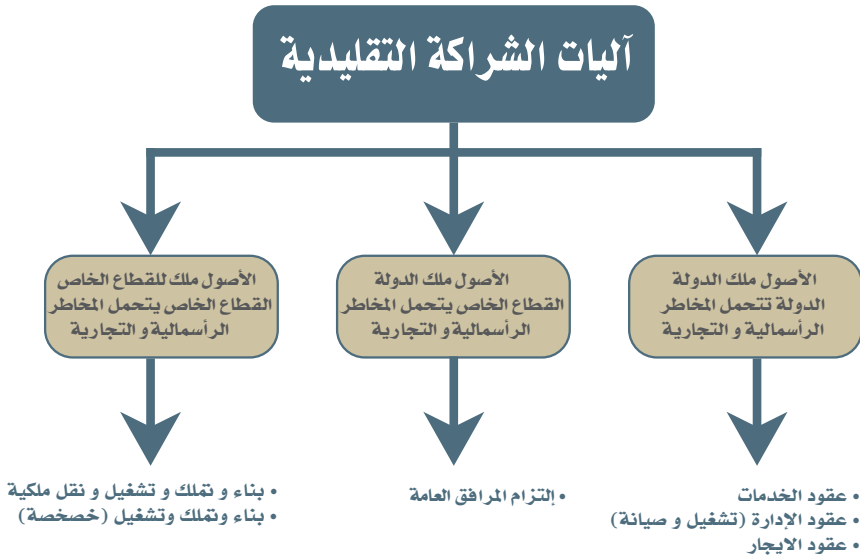 آليات الشراكة التقليدية
الأصول ملك الدولة
الدولة تتحمل المخاطر
الرأسمالية و التجارية
الأصول ملك الدولة
القطاع الخاص يتحمل المخاطر
الرأسمالية و التجارية
الأصول ملك للقطاع الخاص
القطاع الخاص يتحمل المخاطر
الرأسمالية و التجارية
• عقود الخدمات
• عقود الإدارة (تشغيل و صيانة)
• عقود الايجار
• إلتزام المرافق العامة
• بناء و تملك و تشغيل و نقل ملكية
• بناء وتملك وتشغيل (خصخصة)